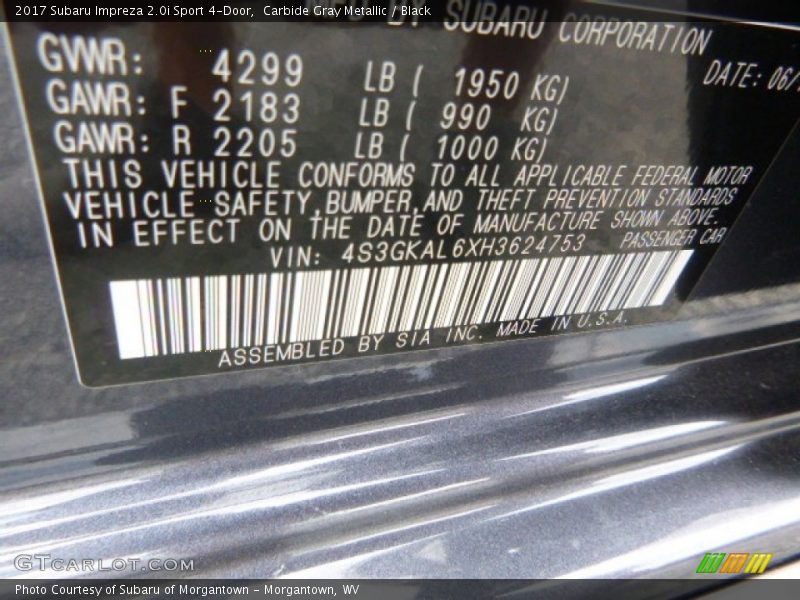 2017 Subaru Impreza 2.0i Sport 4-Door, Carbide Gray Metallic / Black
BY SUBARU CORPORATION
GVWR: 4299 LB ( 1950 KG) DATE: 06/
GAWR: F 2183 LB ( 990 KG)
GAWR: R 2205 LB ( 1000 KG)
THIS VEHICLE CONFORMS TO ALL APPLICABLE FEDERAL MOTOR
VEHICLE SAFETY,BUMPER,AND THEFT PREVENTION STANDARDS
IN EFFECT ON THE DATE OF MANUFACTURE SHOWN ABOVE.
VIN: 4S3GKAL6XH3624753 PASSENGER CAR
ASSEMBLED BY SIA INC. MADE IN U.S.A.
GTCARLOT.COM
Photo Courtesy of Subaru of Morgantown - Morgantown, WV